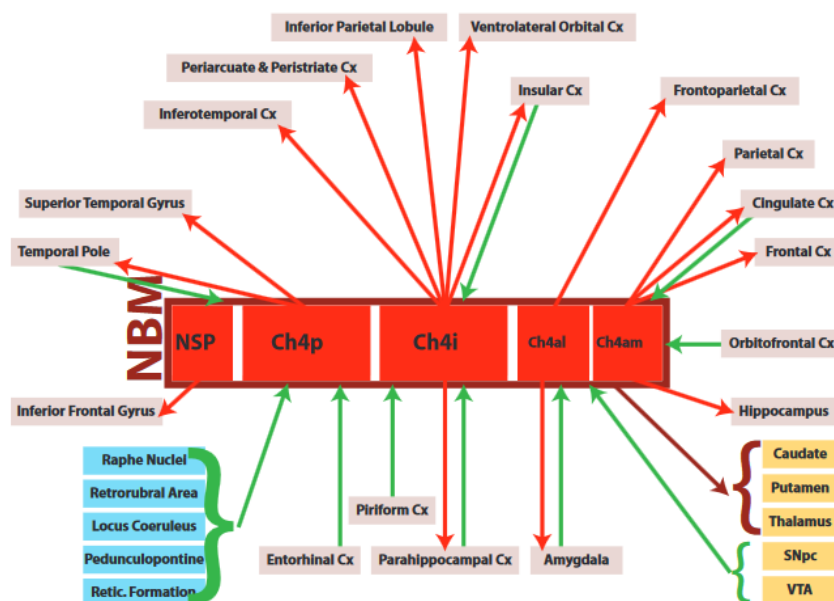 Inferior Parietal Lobule
Ventrolateral Orbital Cx
Periarcuate & Peristriate Cx
Insular Cx
Frontoparietal Cx
Inferotemporal Cx
Parietal Cx
Superior Temporal Gyrus
Cingulate Cx
Temporal Pole
Frontal Cx
NBM
NSP
Ch4p
Ch4i
Ch4al
Ch4am
Orbitofrontal Cx
Inferior Frontal Gyrus
Hippocampus
Raphe Nuclei
Retrorubral Area
Locus Coeruleus
Pedunculopontine
Retic. Formation
Piriform Cx
Entorhinal Cx
Parahippocampal Cx
Amygdala
Caudate
Putamen
Thalamus
SNpc
VTA